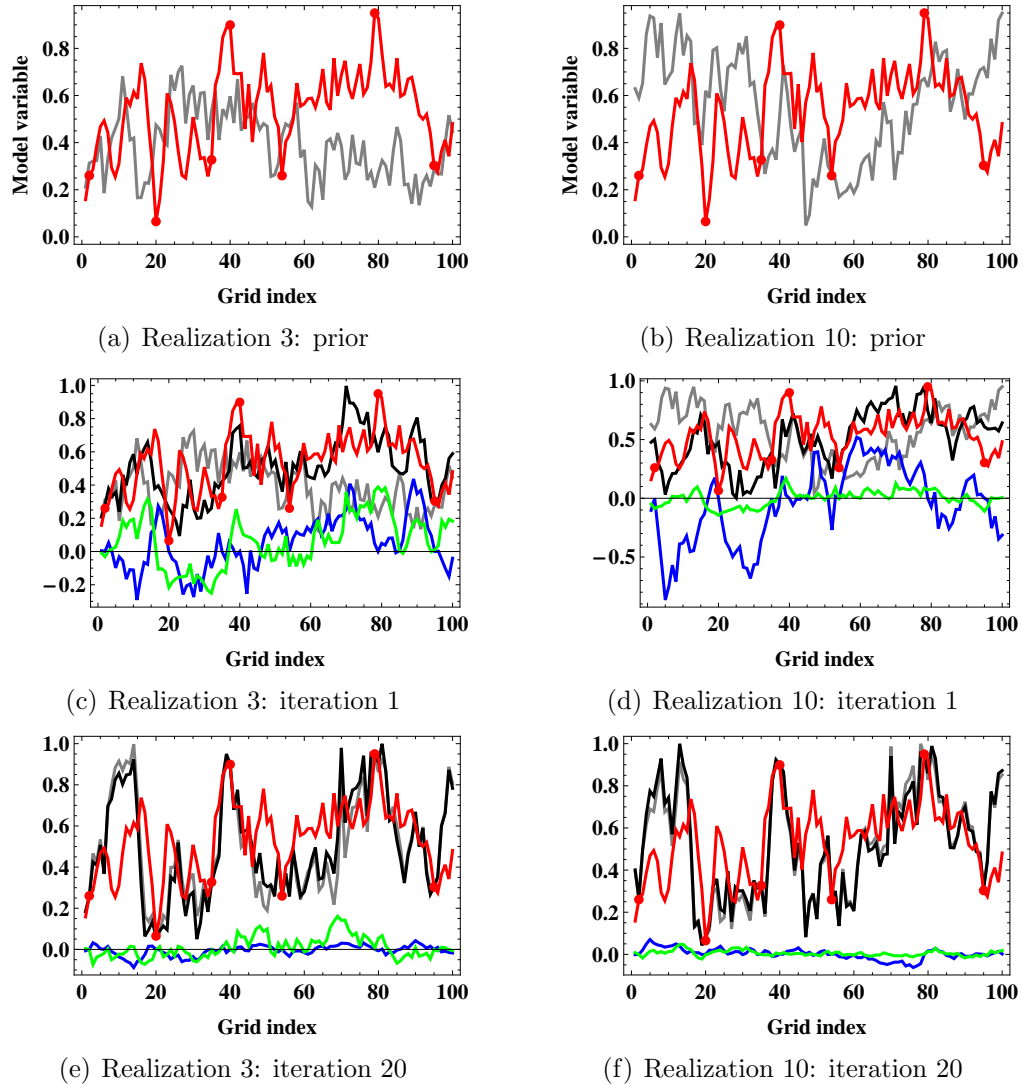 0.8
0.6
0.4
0.2
0.0
Model variable
0 20 40 60 80 100
Grid index
(a) Realization 3: prior
0.8
0.6
0.4
0.2
0.0
Model variable
0 20 40 60 80 100
Grid index
(b) Realization 10: prior
1.0
0.8
0.6
0.4
0.2
0.0
−0.2
0 20 40 60 80 100
Grid index
(c) Realization 3: iteration 1
1.0
0.5
0.0
−0.5
0 20 40 60 80 100
Grid index
(d) Realization 10: iteration 1
1.0
0.8
0.6
0.4
0.2
0.0
0 20 40 60 80 100
Grid index
(e) Realization 3: iteration 20
1.0
0.8
0.6
0.4
0.2
0.0
0 20 40 60 80 100
Grid index
(f) Realization 10: iteration 20